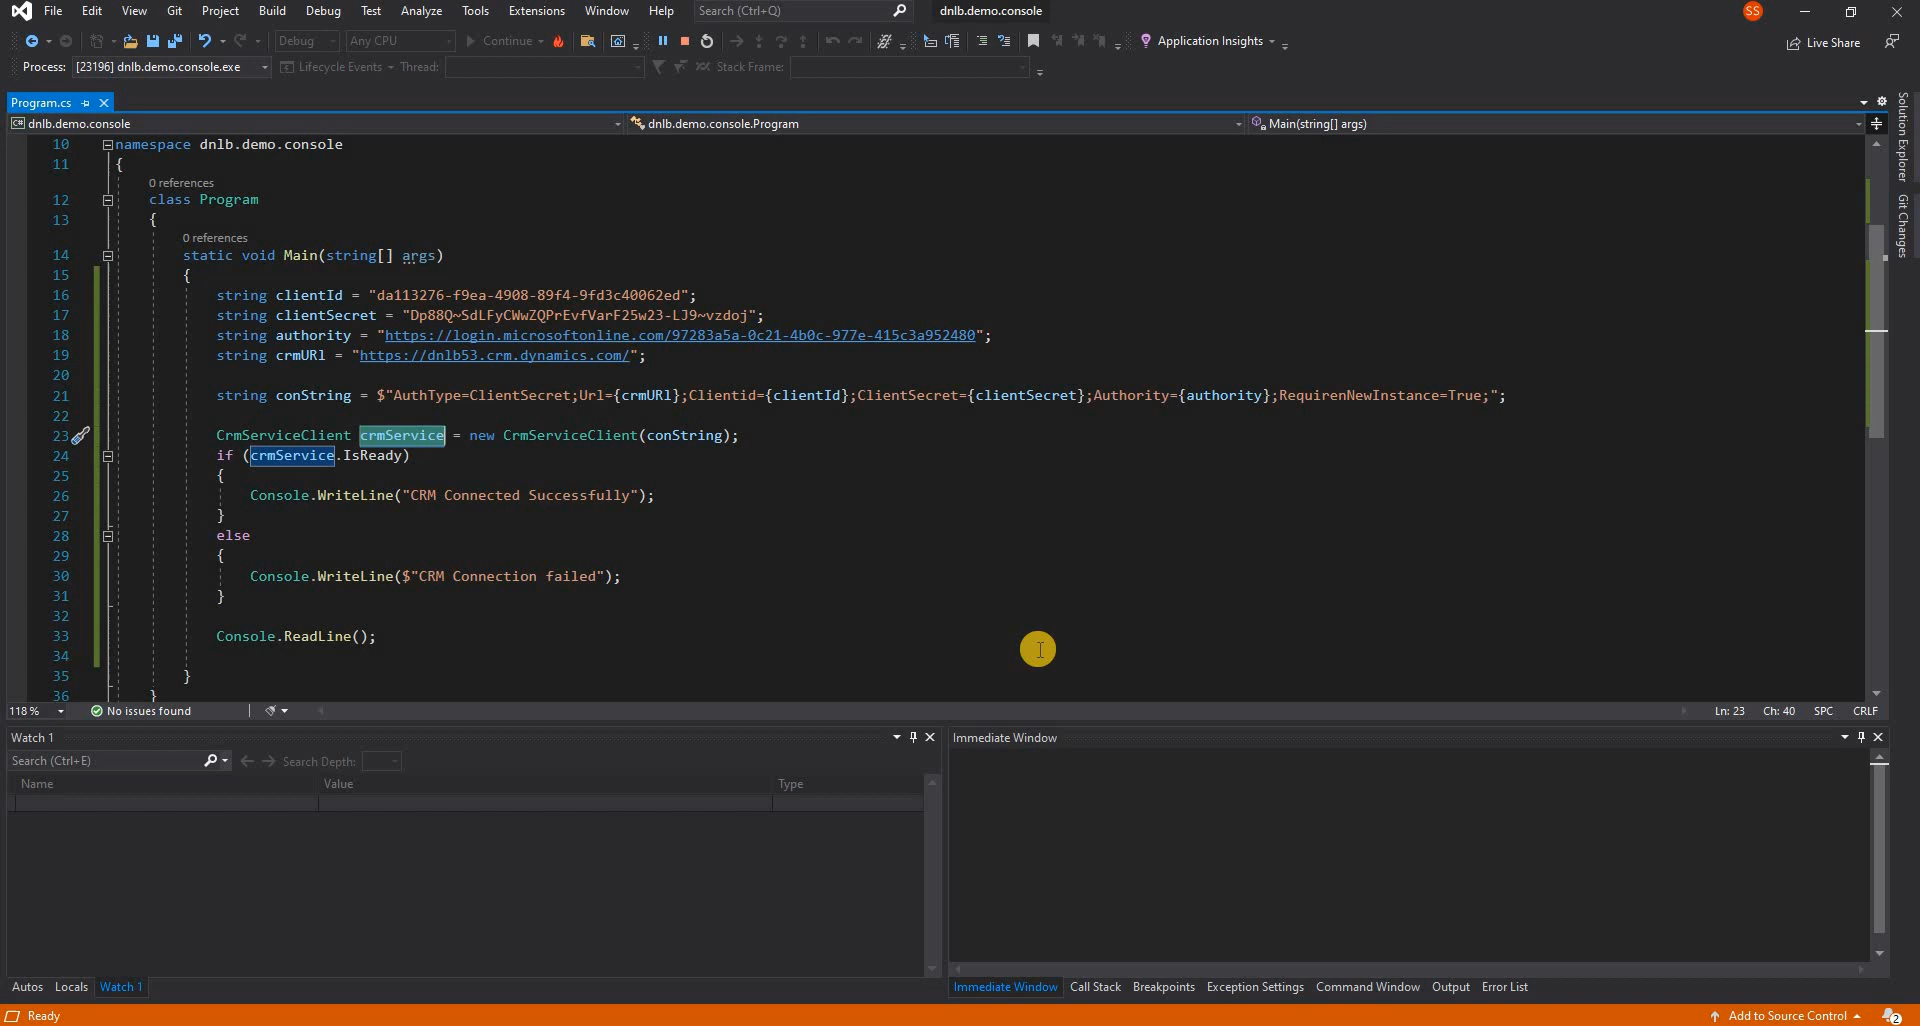 File Edit View Git Project Build Debug Test Analyze Tools Extensions Window Help Search (Ctrl+Q) dnlb.demo.console SS
Debug Any CPU Continue Application Insights Live Share
Process: [23196] dnlb.demo.console.exe Lifecycle Events Thread: Stack Frame:
Program.cs
C# dnlb.demo.console dnlb.demo.console.Program Main(string[] args)
Solution Explorer
Git Changes
10 namespace dnlb.demo.console
11 {
0 references
12 class Program
13 {
0 references
14 static void Main(string[] args)
15 {
16 string clientId = "da113276-f9ea-4908-89f4-9fd3c40062ed";
17 string clientSecret = "Dp88Q~SdLFyCWwZQPrEvfVarF25w23-LJ9~vzdoj";
18 string authority = "https://login.microsoftonline.com/97283a5a-0c21-4b0c-977e-415c3a952480";
19 string crmURl = "https://dnlb53.crm.dynamics.com/";
20
21 string conString = $"AuthType=ClientSecret;Url={crmURl};Clientid={clientId};ClientSecret={clientSecret};Authority={authority};RequirenNewInstance=True;";
22
23 CrmServiceClient crmService = new CrmServiceClient(conString);
24 if (crmService.IsReady)
25 {
26 Console.WriteLine("CRM Connected Successfully");
27 }
28 else
29 {
30 Console.WriteLine($"CRM Connection failed");
31 }
32
33 Console.ReadLine();
34
35 }
36 }
118 % No issues found Ln: 23 Ch: 40 SPC CRLF
Watch 1
Search (Ctrl+E) Search Depth:
Name Value Type
Immediate Window
Autos Locals Watch 1
Immediate Window Call Stack Breakpoints Exception Settings Command Window Output Error List
Ready Add to Source Control 2